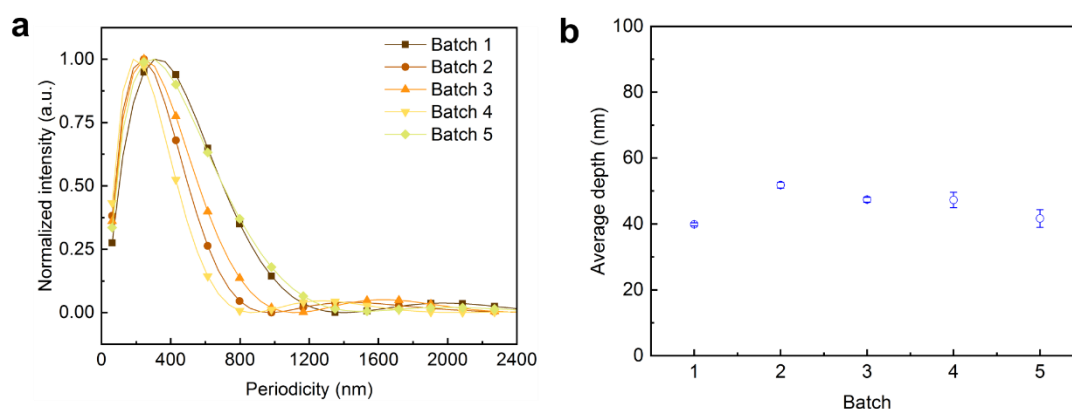 a
Normalized intensity (a.u.)
1.00
0.75
0.50
0.25
0.00
0
400
800
1200
1600
2000
2400
Periodicity (nm)
Batch 1
Batch 2
Batch 3
Batch 4
Batch 5
b
Average depth (nm)
100
80
60
40
20
0
1
2
3
4
5
Batch